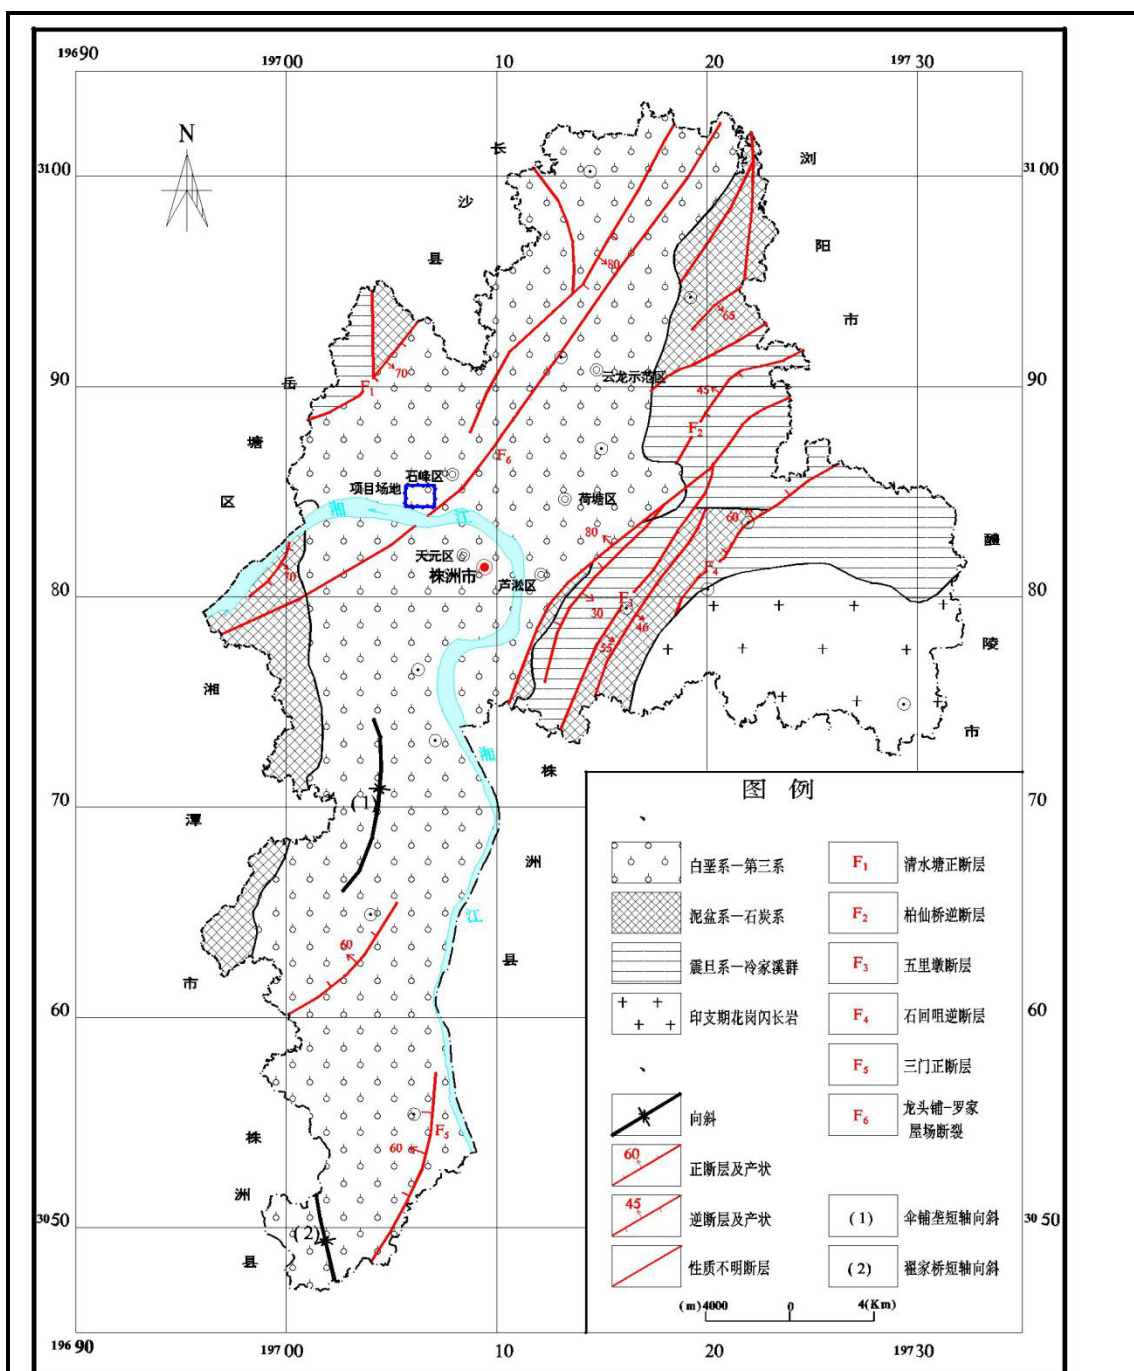 19690
19700
10
20
19730
N
长沙县
浏阳市
3100
3100
80
65
70
F1
岳塘区
90
90
云龙示范区
45
F2
F6
石峰区
项目场地
荷塘区
湘江
80
60
醴陵市
天元区
株洲市
芦淞区
F4
70
80
80
30
F3
46
55
湘潭市
湘江
株洲县
70
70
(1)
60
60
60
株洲县
F5
60
3050
3050
(2)
图例
白垩系—第三系
F1
清水塘正断层
泥盆系—石炭系
F2
柏仙桥逆断层
震旦系—冷家溪群
F3
五里墩断层
印支期花岗闪长岩
F4
石回咀逆断层
F5
三门正断层
向斜
F6
龙头铺-罗家
屋场断裂
60
正断层及产状
45
逆断层及产状
(1)
伞铺垄短轴向斜
性质不明断层
(2)
翟家桥短轴向斜
(m)4000
0
4(Km)
19690
19700
10
20
19730